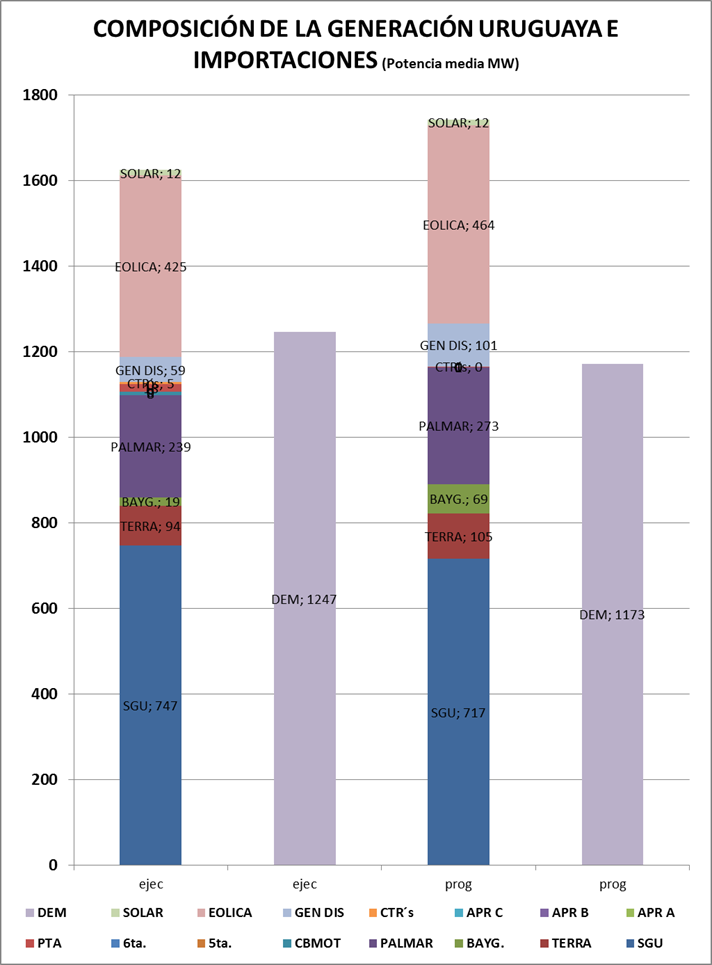 COMPOSICIÓN DE LA GENERACIÓN URUGUAYA E
IMPORTACIONES (Potencia media MW)
1800
1600
1400
1200
1000
800
600
400
200
0
SOLAR; 12
EOLICA; 425
GEN DIS; 59
CTR's; 5
PALMAR; 239
BAYG.; 19
TERRA; 94
SGU; 747
DEM; 1247
SOLAR; 12
EOLICA; 464
GEN DIS; 101
CTR's; 0
PALMAR; 273
BAYG.; 69
TERRA; 105
SGU; 717
DEM; 1173
ejec ejec prog prog
DEM SOLAR EOLICA GEN DIS CTR´s APR C APR B APR A
PTA 6ta. 5ta. CBMOT PALMAR BAYG. TERRA SGU